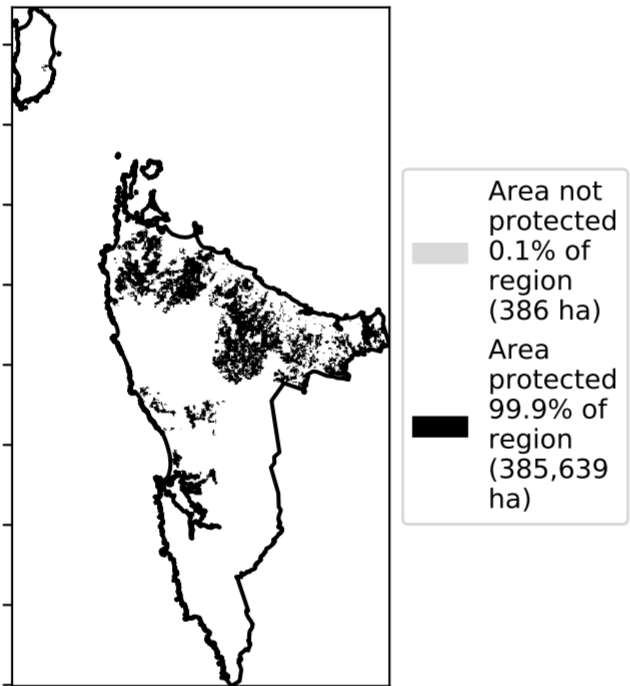 Area not
protected
0.1% of
region
(386 ha)
Area
protected
99.9% of
region
(385,639
ha)